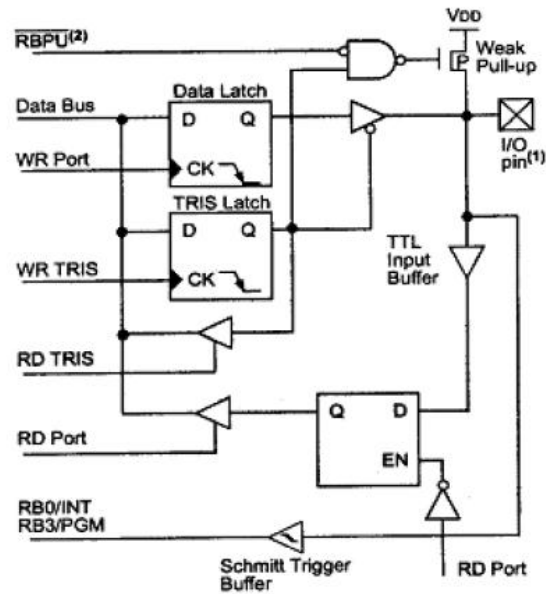 VDD
RBPU(2)
Weak
Pull-up
P
Data Bus
Data Latch
D Q
I/O
pin(1)
WR Port
CK
TRIS Latch
D Q
TTL
Input
Buffer
WR TRIS
CK
RD TRIS
Q D
RD Port
EN
RB0/INT
RB3/PGM
Schmitt Trigger
Buffer
RD Port